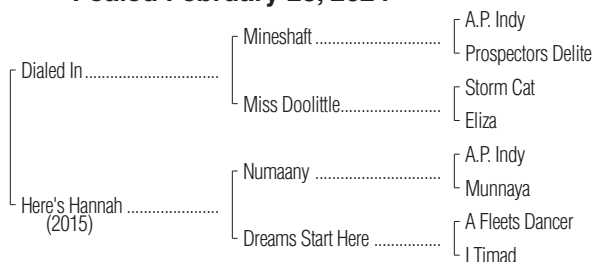 Foaled February 28, 2024
A.P. Indy
Mineshaft
Prospectors Delite
Dialed In
Storm Cat
Miss Doolittle
Eliza
A.P. Indy
Numaany
Munnaya
Here's Hannah
(2015)
A Fleets Dancer
Dreams Start Here
I Timad